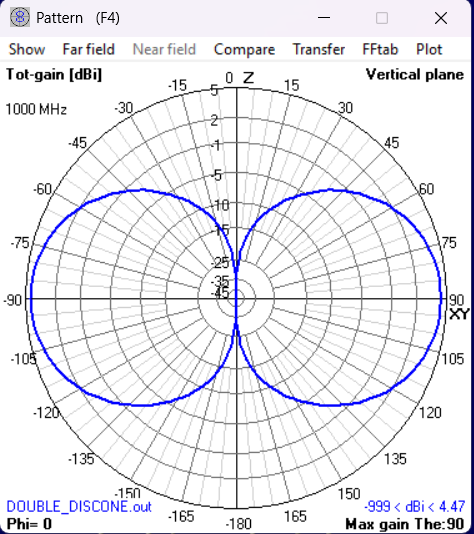 Pattern (F4)
Show Far field Near field Compare Transfer FFtab Plot
Tot-gain [dBi] 0 Z Vertical plane
-15 15
5
1000 MHz
-30 30
2
-45 45
-1
-5
-60 60
-10
-75 75
-15
-25
-35
-45
-90 90
XY
-105 105
-120 120
-135 135
-150 150
DOUBLE_DISCONE.out -999 < dBi < 4.47
-165 165
Phi= 0 -180 Max gain The:90